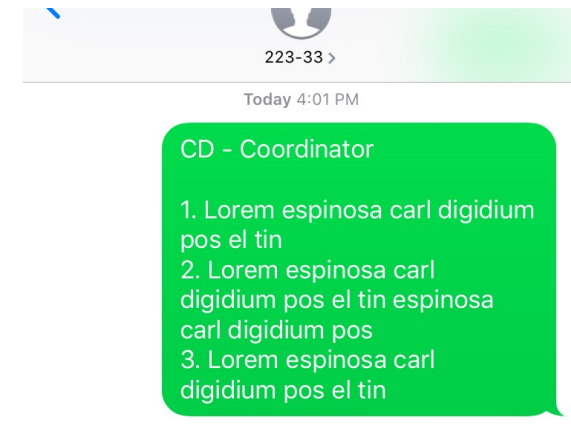 223-33 >
Today 4:01 PM
CD - Coordinator
1. Lorem espinosa carl digidium
pos el tin
2. Lorem espinosa carl
digidium pos el tin espinosa
carl digidium pos
3. Lorem espinosa carl
digidium pos el tin